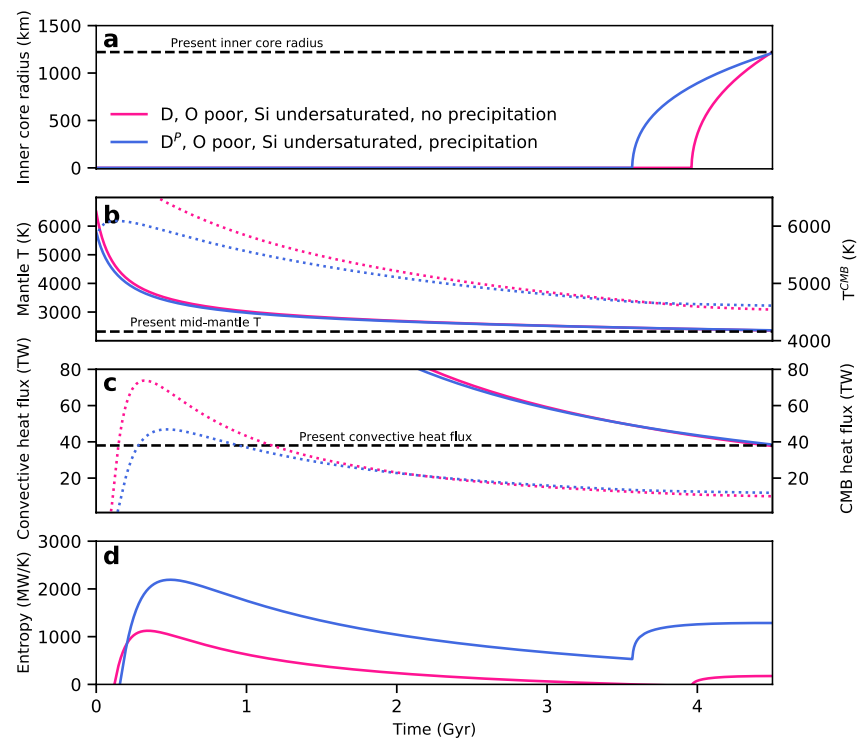 a
Inner core radius (km)
1500
1000
500
0
Present inner core radius
D, O poor, Si undersaturated, no precipitation
Dᴾ, O poor, Si undersaturated, precipitation
b
Mantle T (K)
6000
5000
4000
3000
Present mid-mantle T
6000
5000
4000
Tᶜᴹᴮ (K)
c
Convective heat flux (TW)
80
60
40
20
Present convective heat flux
80
60
40
20
CMB heat flux (TW)
d
Entropy (MW/K)
3000
2000
1000
0
0
1
2
3
4
Time (Gyr)